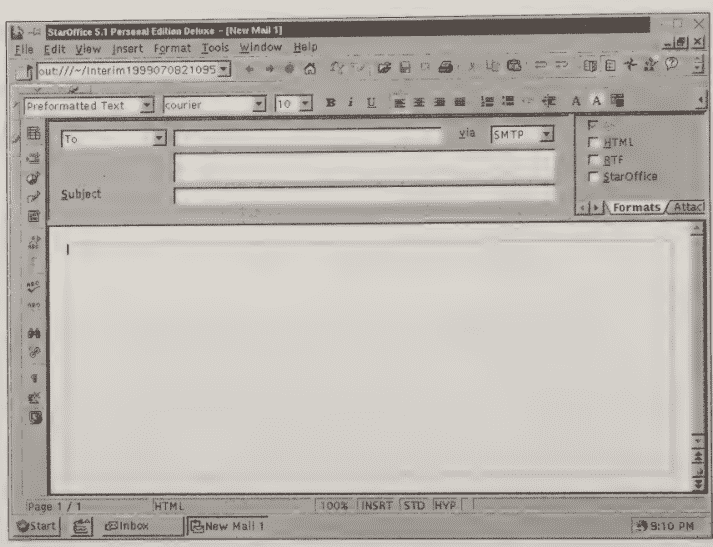 StarOffice 5.1 Personal Edition Deluxe - [New Mail 1]
File Edit View Insert Format Tools Window Help
out:///~/Interim1999070821095
Preformatted Text courier 10 B i U A A
To via SMTP
HTML
RTF
StarOffice
Subject
Formats Attacl
Page 1 / 1 HTML 100% INSRT STD HYP
Start Inbox New Mail 1 9:10 PM